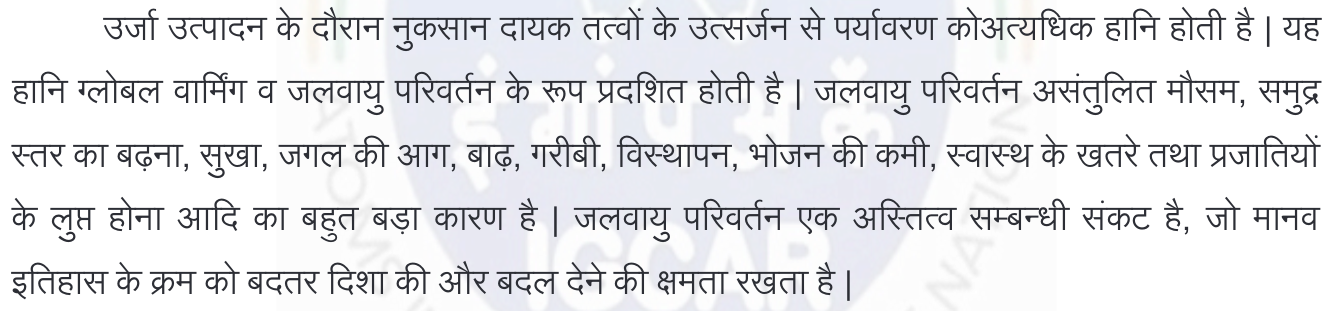 उर्जा उत्पादन के दौरान नुकसान दायक तत्वों के उत्सर्जन से पर्यावरण कोअत्यधिक हानि होती है | यह
हानि ग्लोबल वार्मिंग व जलवायु परिवर्तन के रूप प्रदशित होती है | जलवायु परिवर्तन असंतुलित मौसम, समुद्र
स्तर का बढ़ना, सुखा, जगल की आग, बाढ़, गरीबी, विस्थापन, भोजन की कमी, स्वास्थ के खतरे तथा प्रजातियों
के लुप्त होना आदि का बहुत बड़ा कारण है | जलवायु परिवर्तन एक अस्तित्व सम्बन्धी संकट है, जो मानव
इतिहास के क्रम को बदतर दिशा की और बदल देने की क्षमता रखता है |
इंगांपअकें
ICCAR